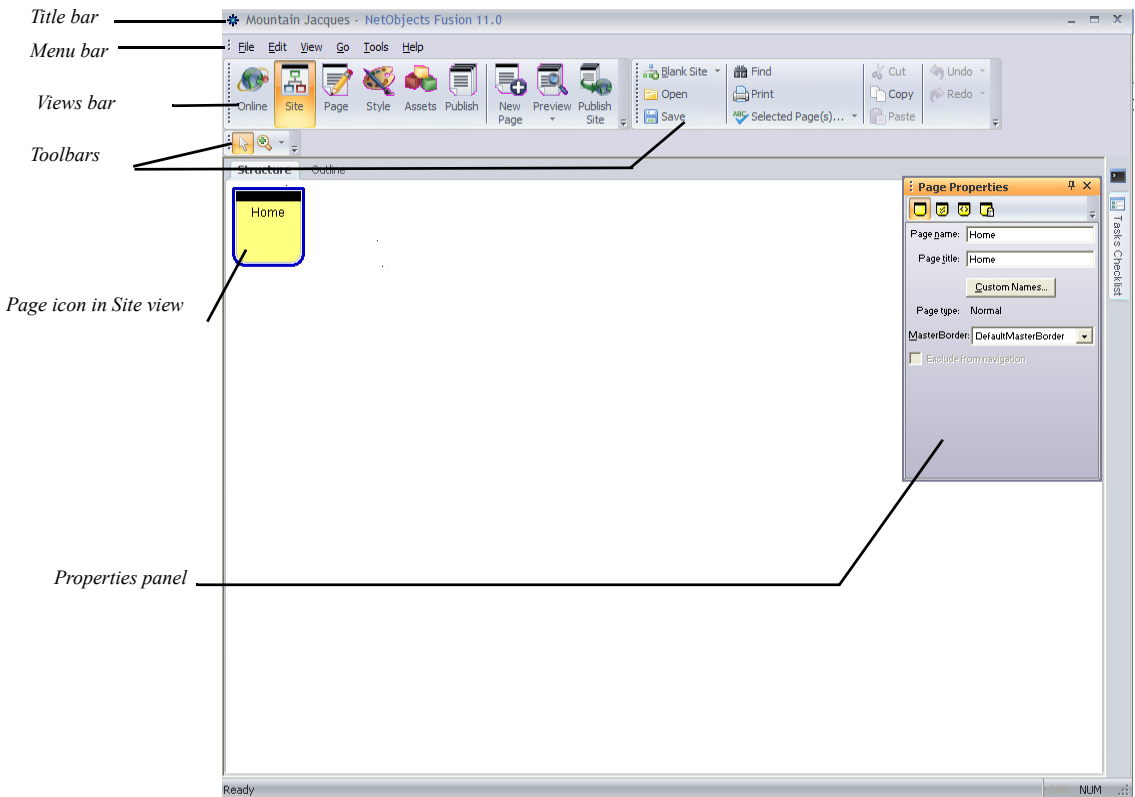 Title bar
Mountain Jacques - NetObjects Fusion 11.0
Menu bar
File Edit View Go Tools Help
Views bar
Online Site Page Style Assets Publish New Page Preview Publish Site
Blank Site Find Cut Undo
Open Print Copy Redo
Save Selected Page(s)... Paste
Toolbars
Structure Outline
Home
Page icon in Site view
Page Properties
Page name: Home
Page title: Home
Custom Names...
Page type: Normal
MasterBorder: DefaultMasterBorder
Exclude from navigation
Tasks Checklist
Properties panel
Ready
CAP NUM